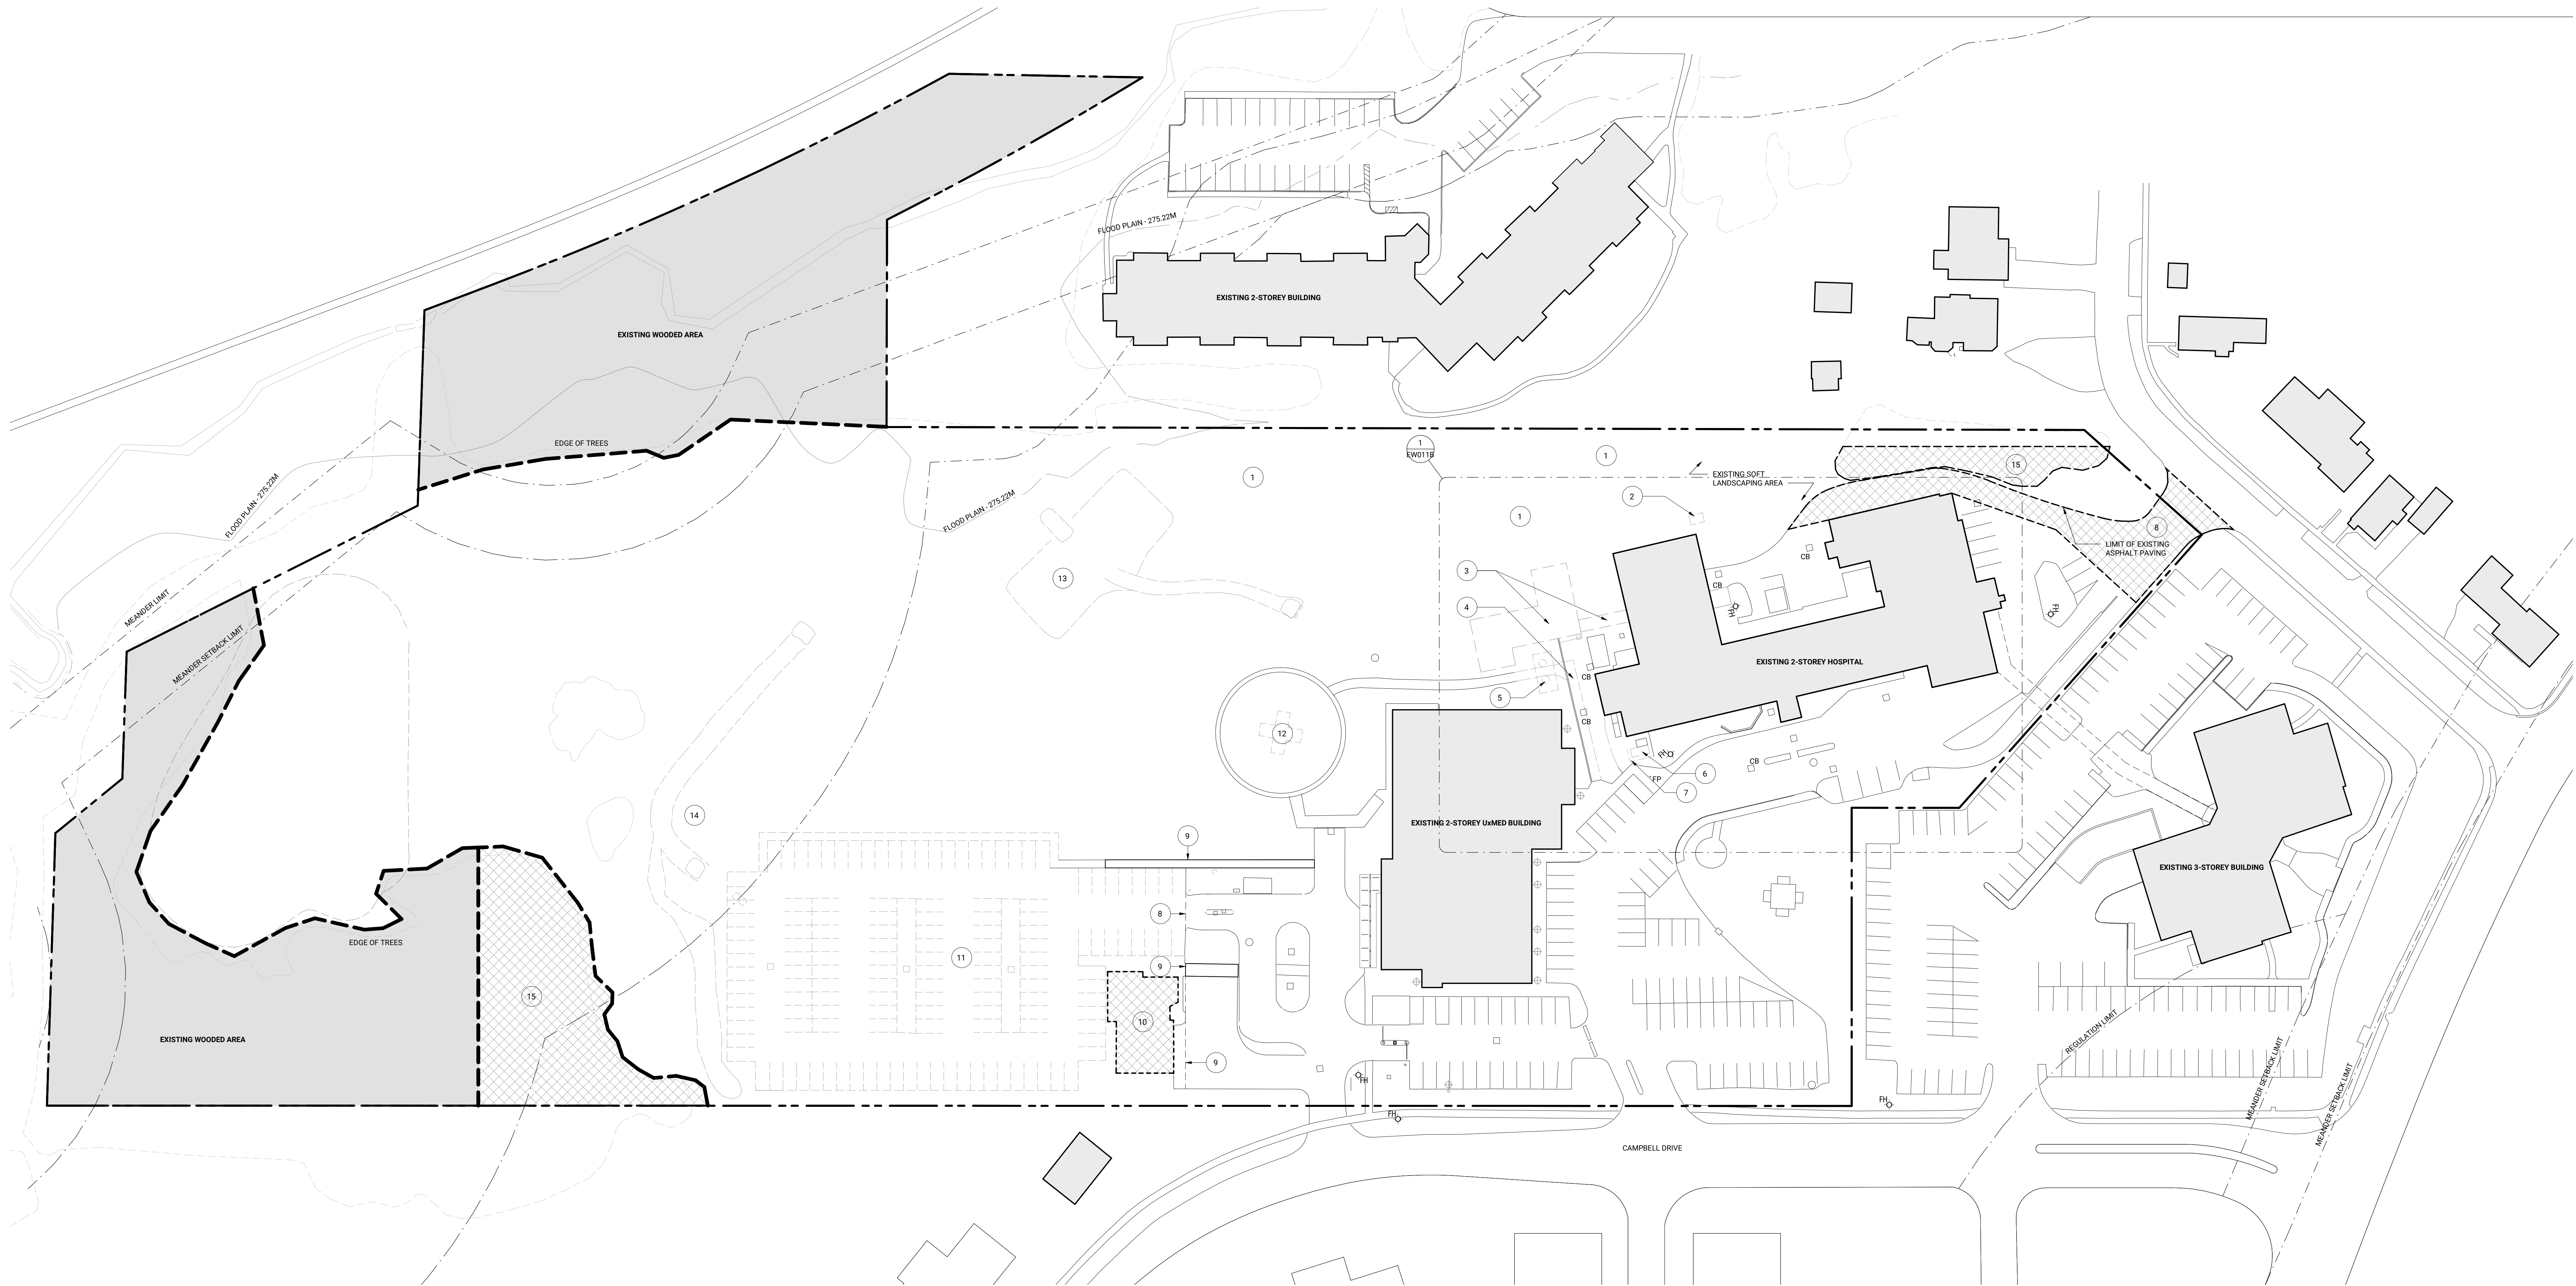 FLOOD PLAIN - 275.22M
EXISTING 2-STOREY BUILDING
EXISTING WOODED AREA
EDGE OF TREES
1
EW011B
1
1
1
EXISTING SOFT
LANDSCAPING AREA
15
2
8
LIMIT OF EXISTING
ASPHALT PAVING
FLOOD PLAIN - 275.22M
FLOOD PLAIN - 275.22M
CB
CB
FH
FH
3
4
13
MEANDER LIMIT
MEANDER SETBACK LIMIT
EXISTING 2-STOREY HOSPITAL
CB
5
CB
12
FH
CB
6
FP
7
14
9
EXISTING 2-STOREY UxMED BUILDING
EXISTING 3-STOREY BUILDING
8
EDGE OF TREES
11
9
15
10
EXISTING WOODED AREA
9
REGULATION LIMIT
MEANDER SETBACK LIMIT
MEANDER SETBACK LIMIT
FH
FH
FH
CAMPBELL DRIVE